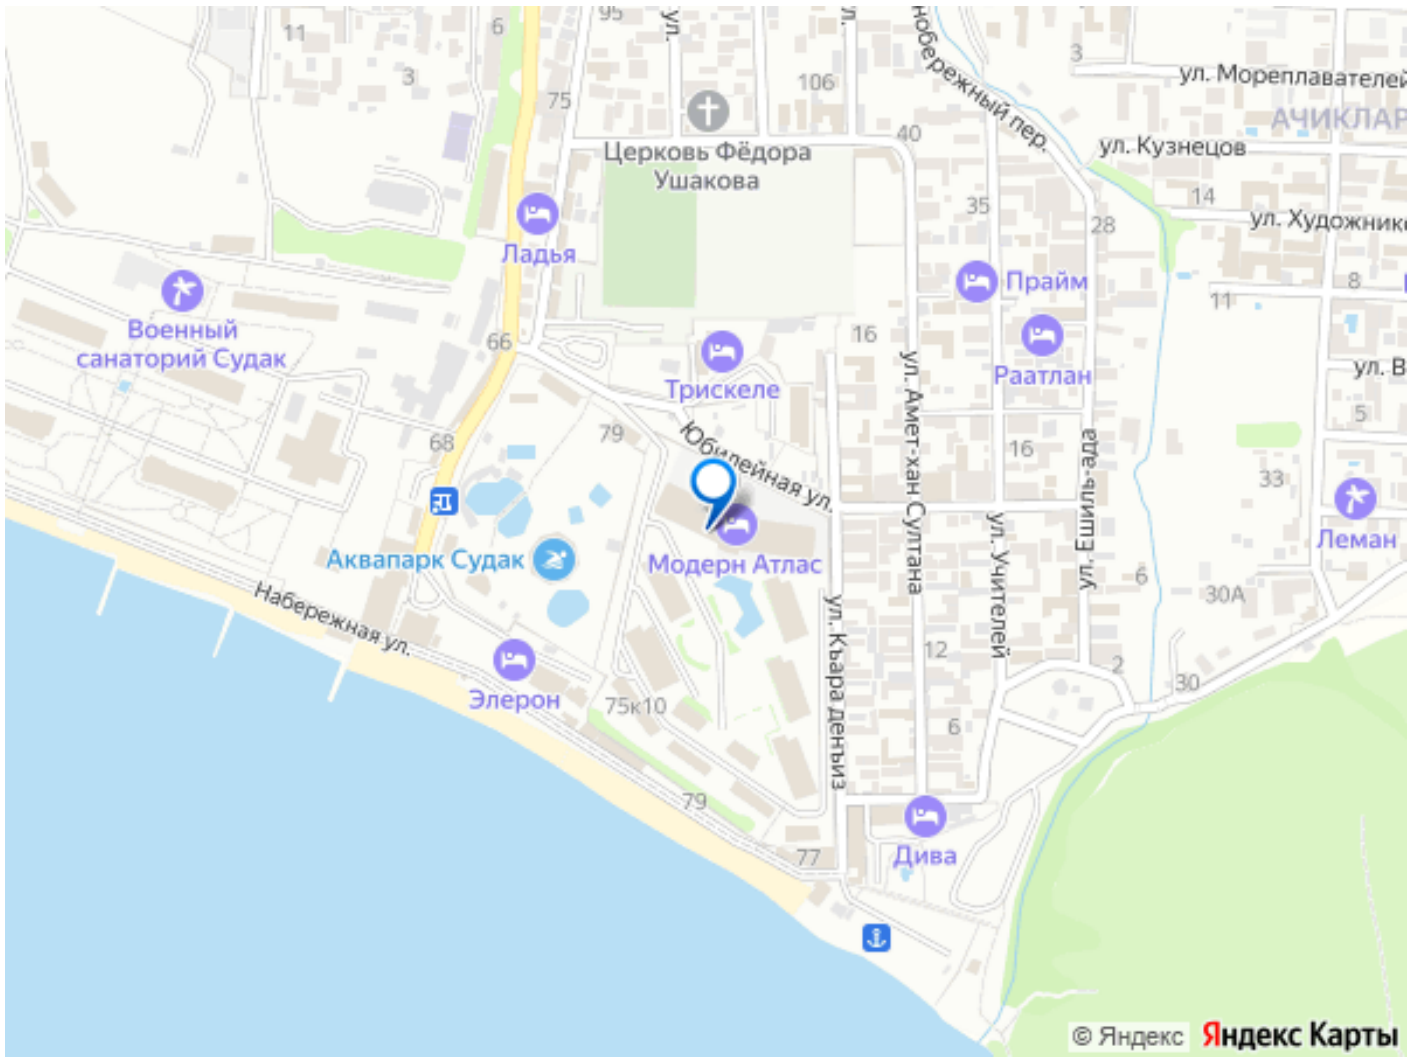 95
ул.
ул.
нобережный пер.
6
11
3
3
ул. Мореплавателей
75
106
АЧИКЛАР
40
ул. Кузнецов
Церковь Фёдора
Ушакова
14
35
28
ул. Художнико
Ладья
Прайм
8
11
Военный
санаторий Судак
66
16
Трискеле
Раатлан
ул. В
5
ул. Амет-хан Султана
79
68
Юбилейная ул.
16
ул. Ешиль-ада
33
ул. Учителей
Леман
Аквапарк Судак
Модерн Атлас
6
30А
Набережная ул.
ул. Къара денъиз
12
2
30
Элерон
75к10
6
79
77
Дива
© Яндекс
Яндекс Карты